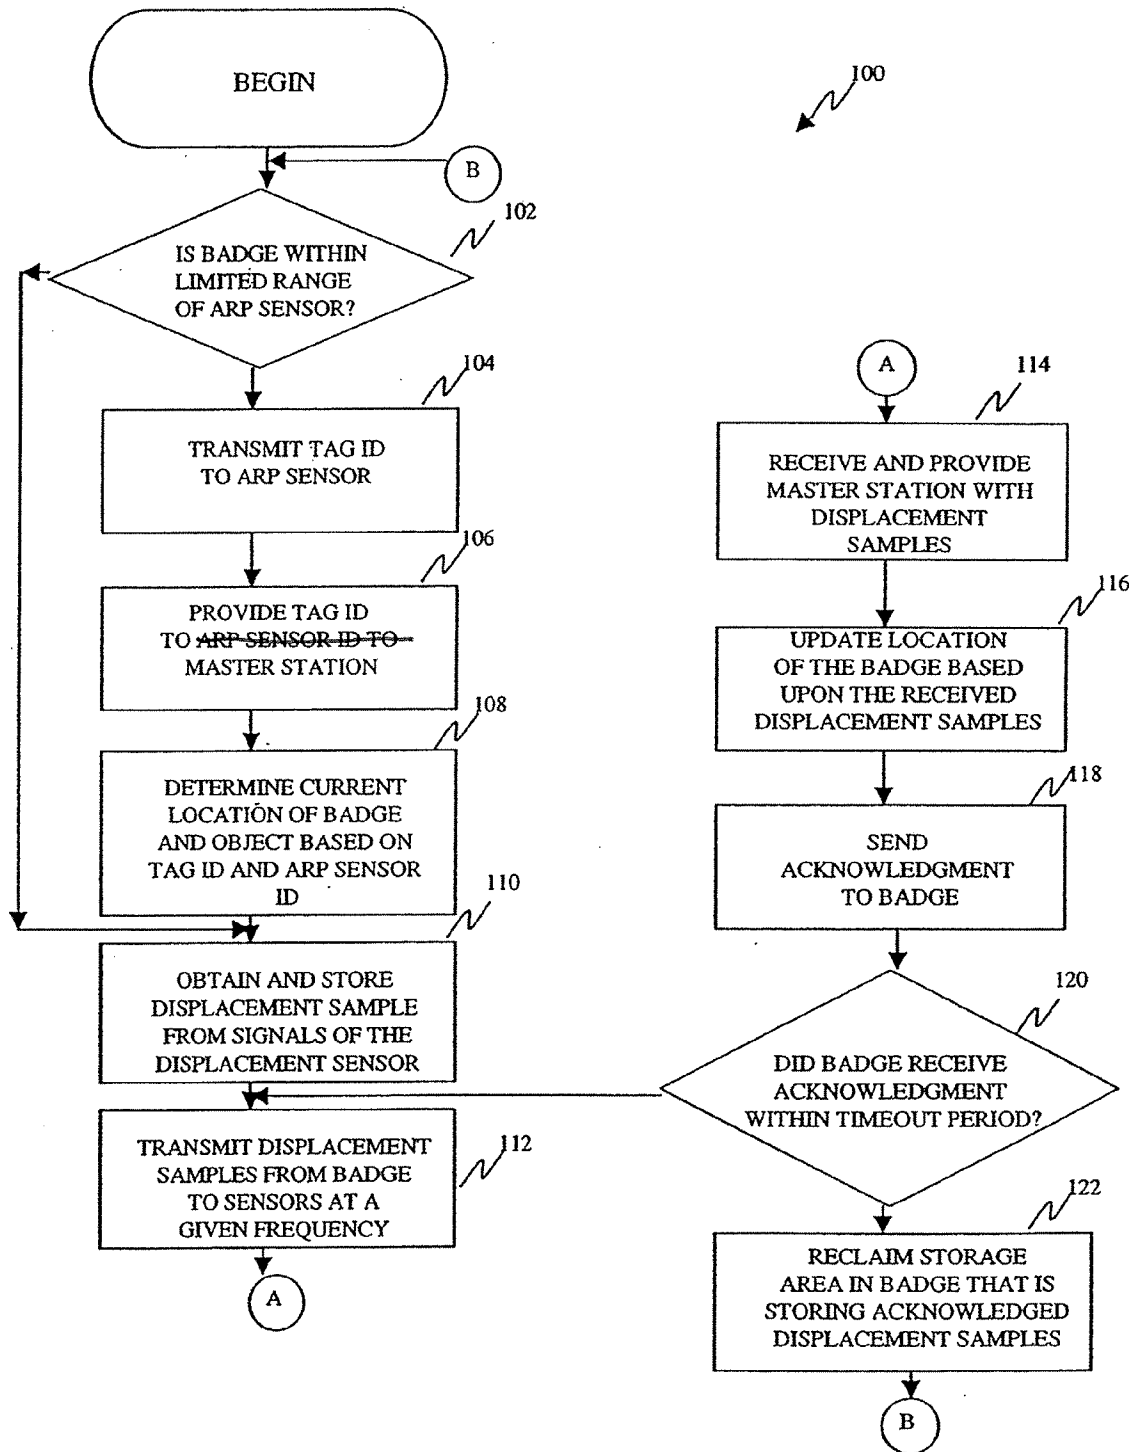 BEGIN
100
B
102
IS BADGE WITHIN
LIMITED RANGE
OF ARP SENSOR?
104
TRANSMIT TAG ID
TO ARP SENSOR
106
PROVIDE TAG ID
TO ARP SENSOR ID TO
MASTER STATION
108
DETERMINE CURRENT
LOCATION OF BADGE
AND OBJECT BASED ON
TAG ID AND ARP SENSOR
ID
110
OBTAIN AND STORE
DISPLACEMENT SAMPLE
FROM SIGNALS OF THE
DISPLACEMENT SENSOR
TRANSMIT DISPLACEMENT
SAMPLES FROM BADGE
TO SENSORS AT A
GIVEN FREQUENCY
112
A
A
114
RECEIVE AND PROVIDE
MASTER STATION WITH
DISPLACEMENT
SAMPLES
116
UPDATE LOCATION
OF THE BADGE BASED
UPON THE RECEIVED
DISPLACEMENT SAMPLES
118
SEND
ACKNOWLEDGMENT
TO BADGE
120
DID BADGE RECEIVE
ACKNOWLEDGMENT
WITHIN TIMEOUT PERIOD?
122
RECLAIM STORAGE
AREA IN BADGE THAT IS
STORING ACKNOWLEDGED
DISPLACEMENT SAMPLES
B